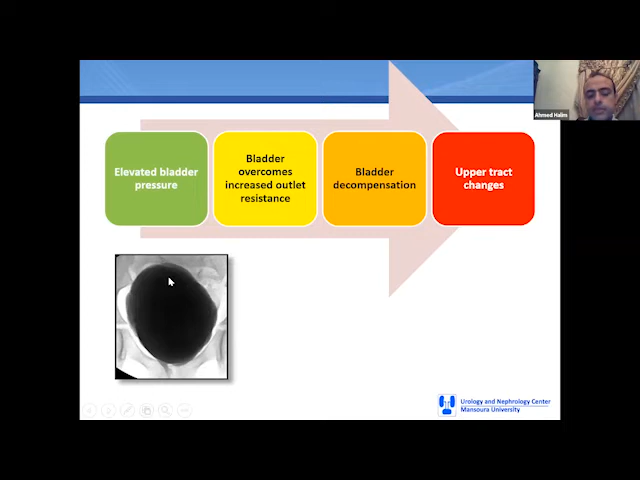 Ahmed Halim
Elevated bladder
pressure
Bladder
overcomes
increased outlet
resistance
Bladder
decompensation
Upper tract
changes
Urology and Nephrology Center
Mansoura University